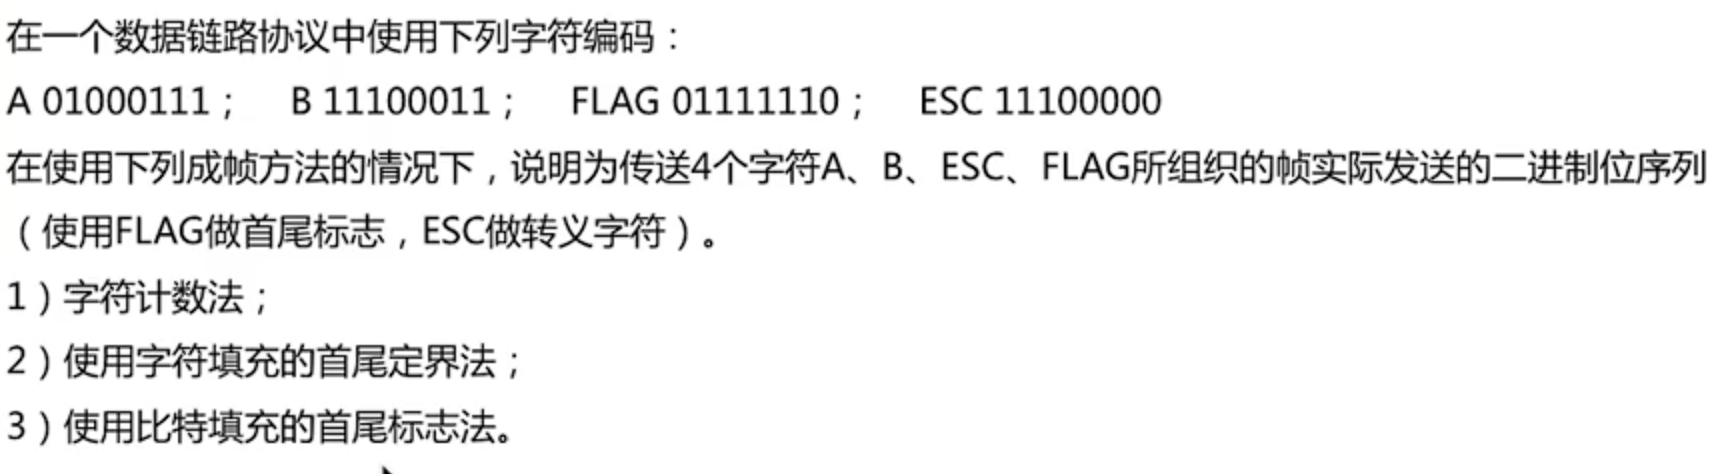 在一个数据链路协议中使用下列字符编码：
A 01000111； B 11100011； FLAG 01111110； ESC 11100000
在使用下列成帧方法的情况下，说明为传送4个字符A、B、ESC、FLAG所组织的帧实际发送的二进制位序列
（使用FLAG做首尾标志，ESC做转义字符）。
1）字符计数法；
2）使用字符填充的首尾定界法；
3）使用比特填充的首尾标志法。